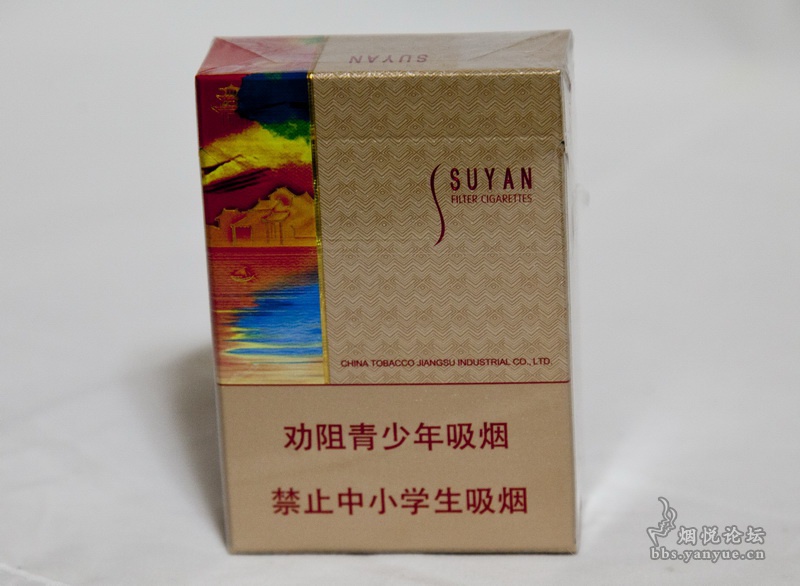 SUYAN
SUYAN
FILTER CIGARETTES
CHINA TOBACCO JIANGSU INDUSTRIAL CO., LTD.
劝阻青少年吸烟
禁止中小学生吸烟
烟悦论坛
bbs.yanyue.cn